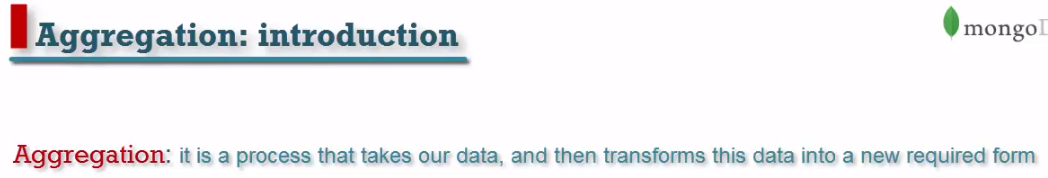 Aggregation: introduction
mongoD
Aggregation: it is a process that takes our data, and then transforms this data into a new required form